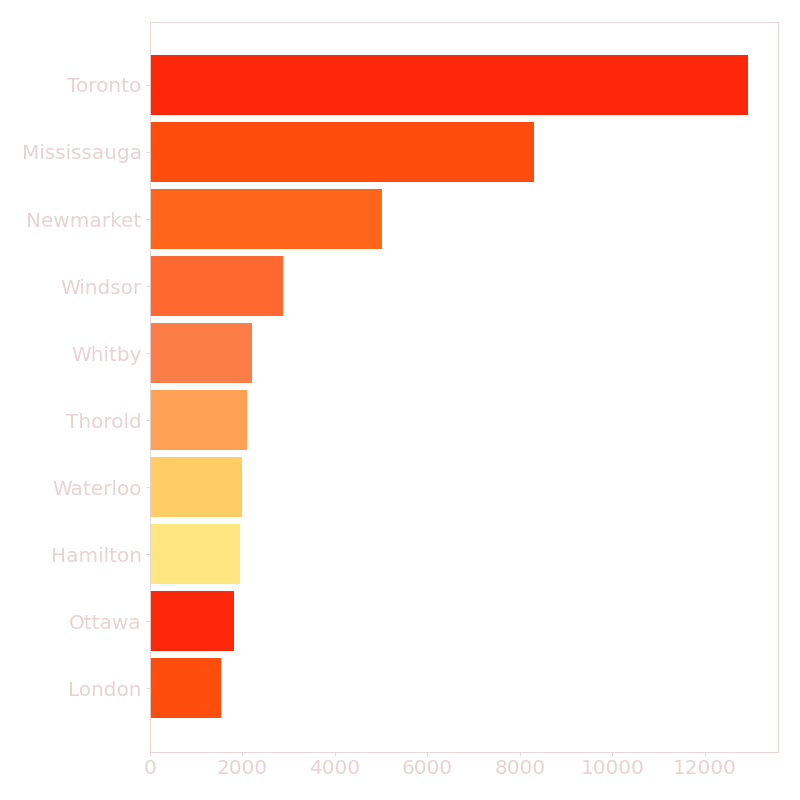 Toronto
Mississauga
Newmarket
Windsor
Whitby
Thorold
Waterloo
Hamilton
Ottawa
London
0 2000 4000 6000 8000 10000 12000